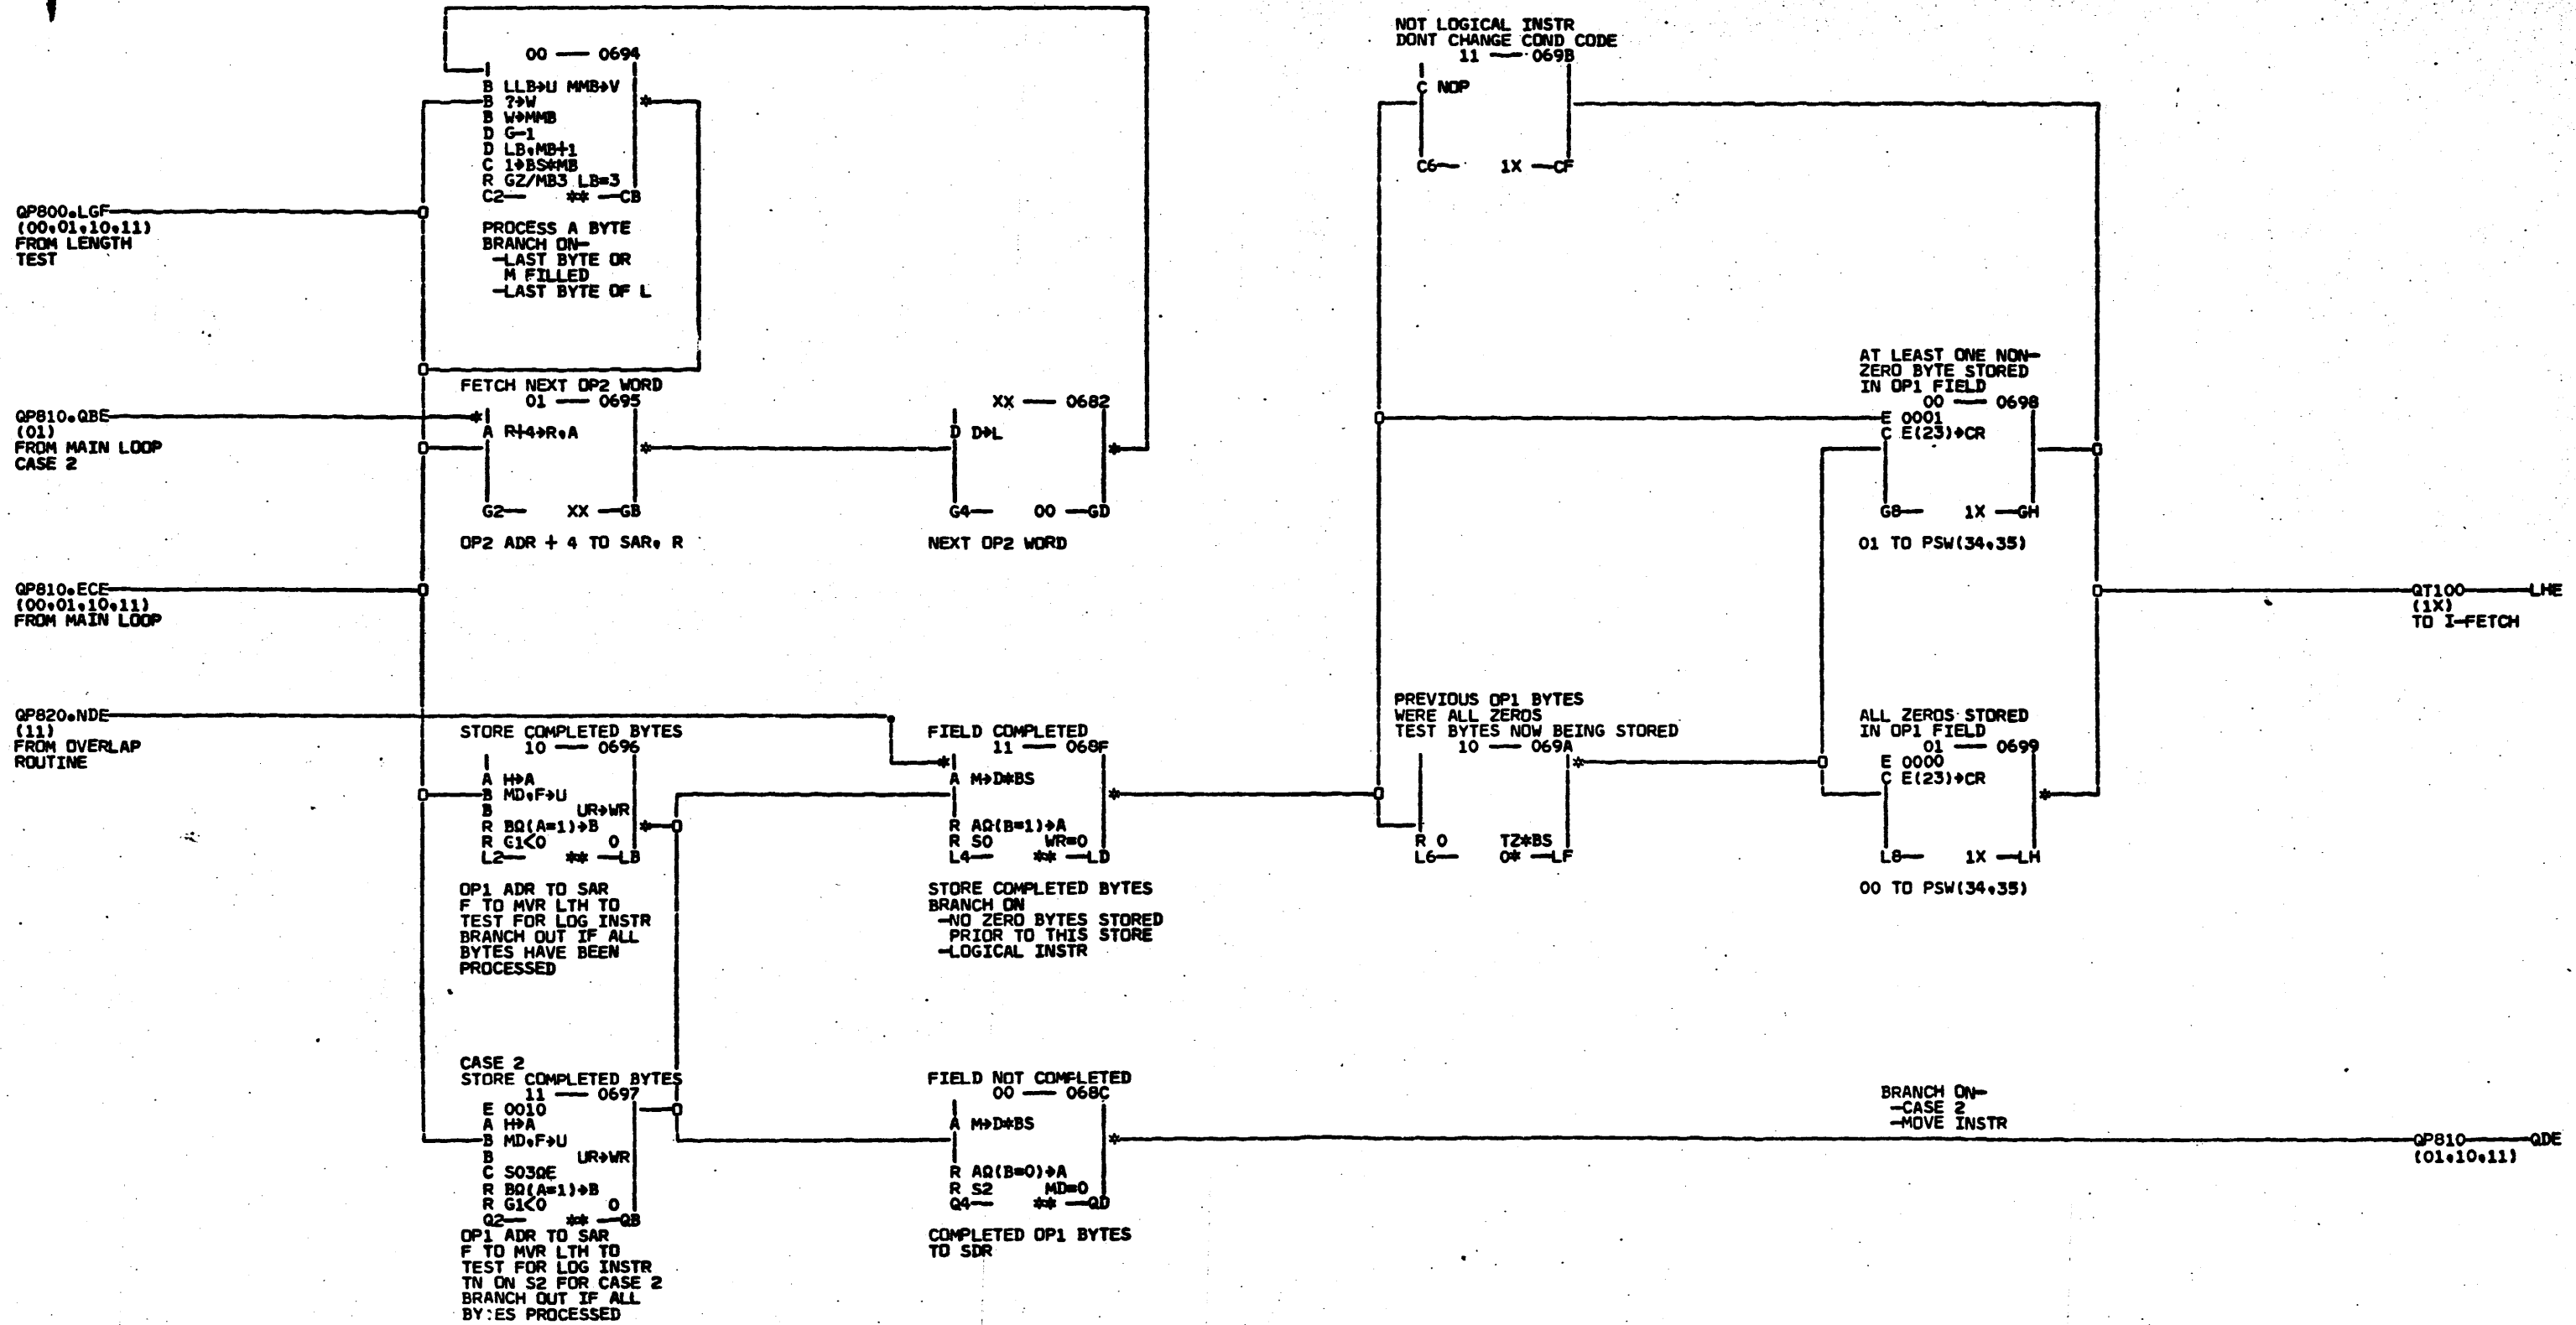 00 — 0694
B LLB→U MMB→V
B ?→W
B W→MMB
D G-1
D LB,MB+1
C 1→BS*MB
R GZ/MB3 LB=3
C2— ** —CB
PROCESS A BYTE
BRANCH ON—
—LAST BYTE OR
M FILLED
—LAST BYTE OF L
QP800.LGF
(00,01,10,11)
FROM LENGTH
TEST
FETCH NEXT OP2 WORD
01 — 0695
A R+4→R,A
G2— XX —GB
OP2 ADR + 4 TO SAR, R
XX — 0682
D D→L
G4— 00 —GD
NEXT OP2 WORD
QP810.QBE
(01)
FROM MAIN LOOP
CASE 2
QP810.ECE
(00,01,10,11)
FROM MAIN LOOP
QP820.NDE
(11)
FROM OVERLAP
ROUTINE
STORE COMPLETED BYTES
10 — 0696
A H→A
B MD,F→U
B UR→WR
R BΩ(A=1)→B
R G1<0 0
L2— ** —LB
OP1 ADR TO SAR
F TO MVR LTH TO
TEST FOR LOG INSTR
BRANCH OUT IF ALL
BYTES HAVE BEEN
PROCESSED
FIELD COMPLETED
11 — 068F
A M→D*BS
R AΩ(B=1)→A
R S0 WR=0
L4— ** —LD
STORE COMPLETED BYTES
BRANCH ON
—NO ZERO BYTES STORED
PRIOR TO THIS STORE
—LOGICAL INSTR
CASE 2
STORE COMPLETED BYTES
11 — 0697
E 0010
A H→A
B MD,F→U
B UR→WR
C S03ΩE
R BΩ(A=1)→B
R G1<0 0
Q2— ** —QB
OP1 ADR TO SAR
F TO MVR LTH TO
TEST FOR LOG INSTR
TN ON S2 FOR CASE 2
BRANCH OUT IF ALL
BYTES PROCESSED
FIELD NOT COMPLETED
00 — 068C
A M→D*BS
R AΩ(B=0)→A
R S2 MD=0
Q4— ** —QD
COMPLETED OP1 BYTES
TO SDR
NOT LOGICAL INSTR
DONT CHANGE COND CODE
11 — 069B
C NOP
C6— 1X —CF
AT LEAST ONE NON—
ZERO BYTE STORED
IN OP1 FIELD
00 — 0698
E 0001
C E(23)→CR
G8— 1X —GH
01 TO PSW(34,35)
PREVIOUS OP1 BYTES
WERE ALL ZEROS
TEST BYTES NOW BEING STORED
10 — 069A
R 0 TZ*BS
L6— 0* —LF
ALL ZEROS STORED
IN OP1 FIELD
01 — 0699
E 0000
C E(23)→CR
L8— 1X —LH
00 TO PSW(34,35)
QT100 — LHE
(1X)
TO I-FETCH
BRANCH ON—
—CASE 2
—MOVE INSTR
QP810 — QDE
(01,10,11)